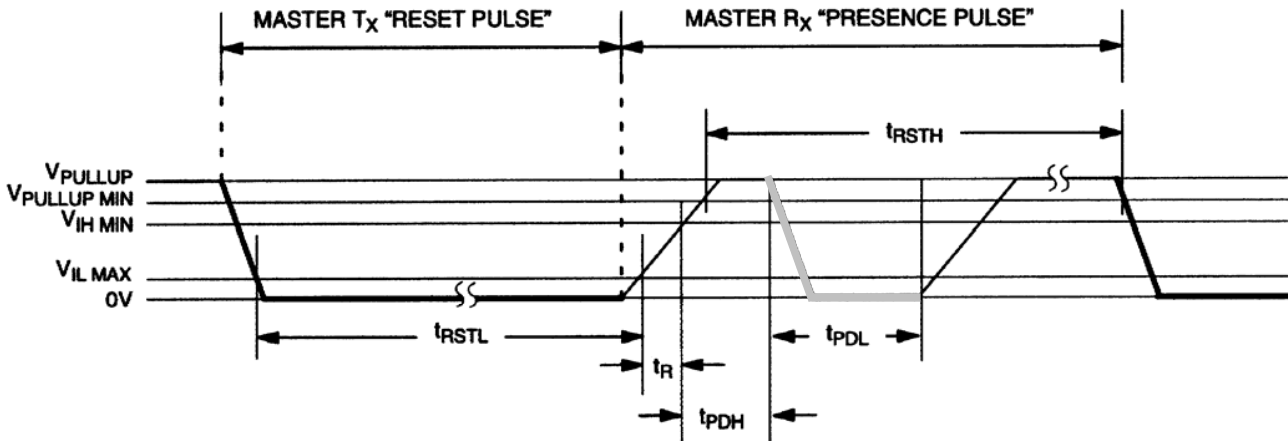 MASTER TX “RESET PULSE”
MASTER RX “PRESENCE PULSE”
tRSTH
VPULLUP
VPULLUP MIN
VIH MIN
VIL MAX
0V
tRSTL
tPDL
tR
tPDH